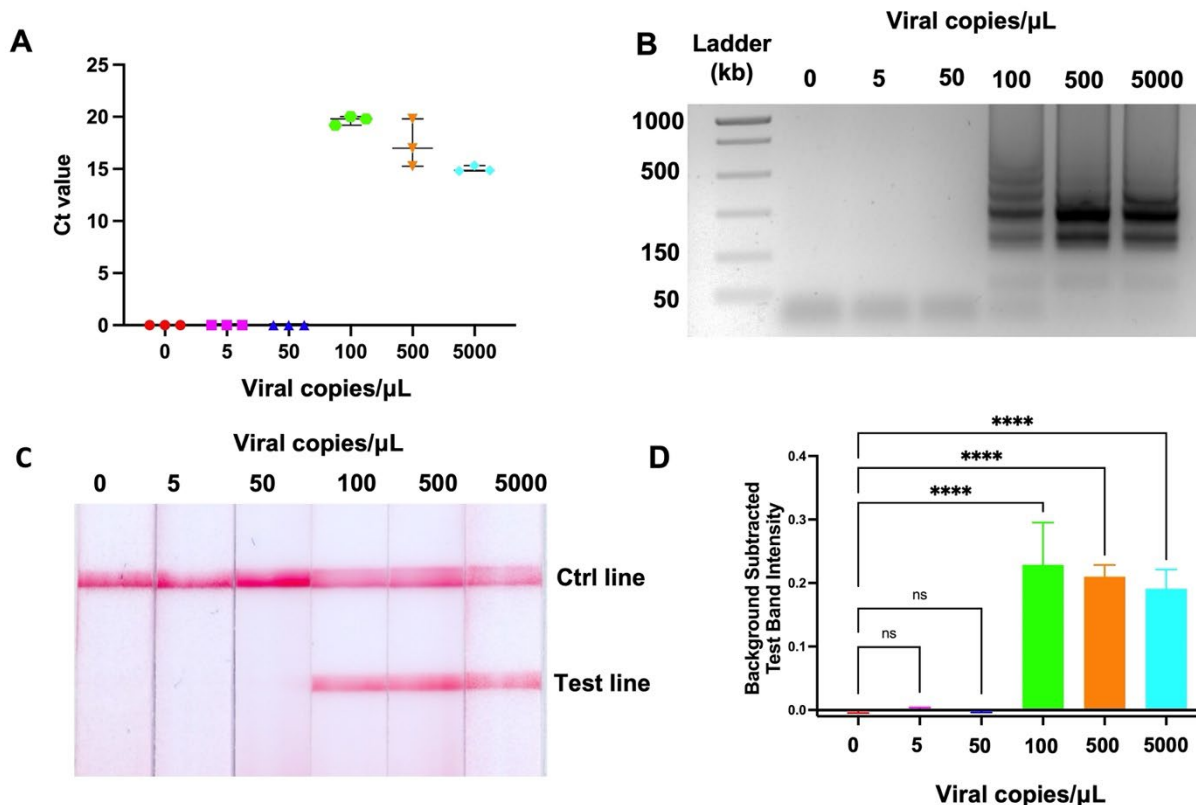 A
25
20
15
10
5
0
Ct value
0 5 50 100 500 5000
Viral copies/µL
B
Viral copies/µL
Ladder
(kb)
0 5 50 100 500 5000
1000
500
150
50
C
Viral copies/µL
0 5 50 100 500 5000
Ctrl line
Test line
D
****
****
****
ns
ns
0.4
0.3
0.2
0.1
0.0
Background Subtracted
Test Band Intensity
0 5 50 100 500 5000
Viral copies/µL